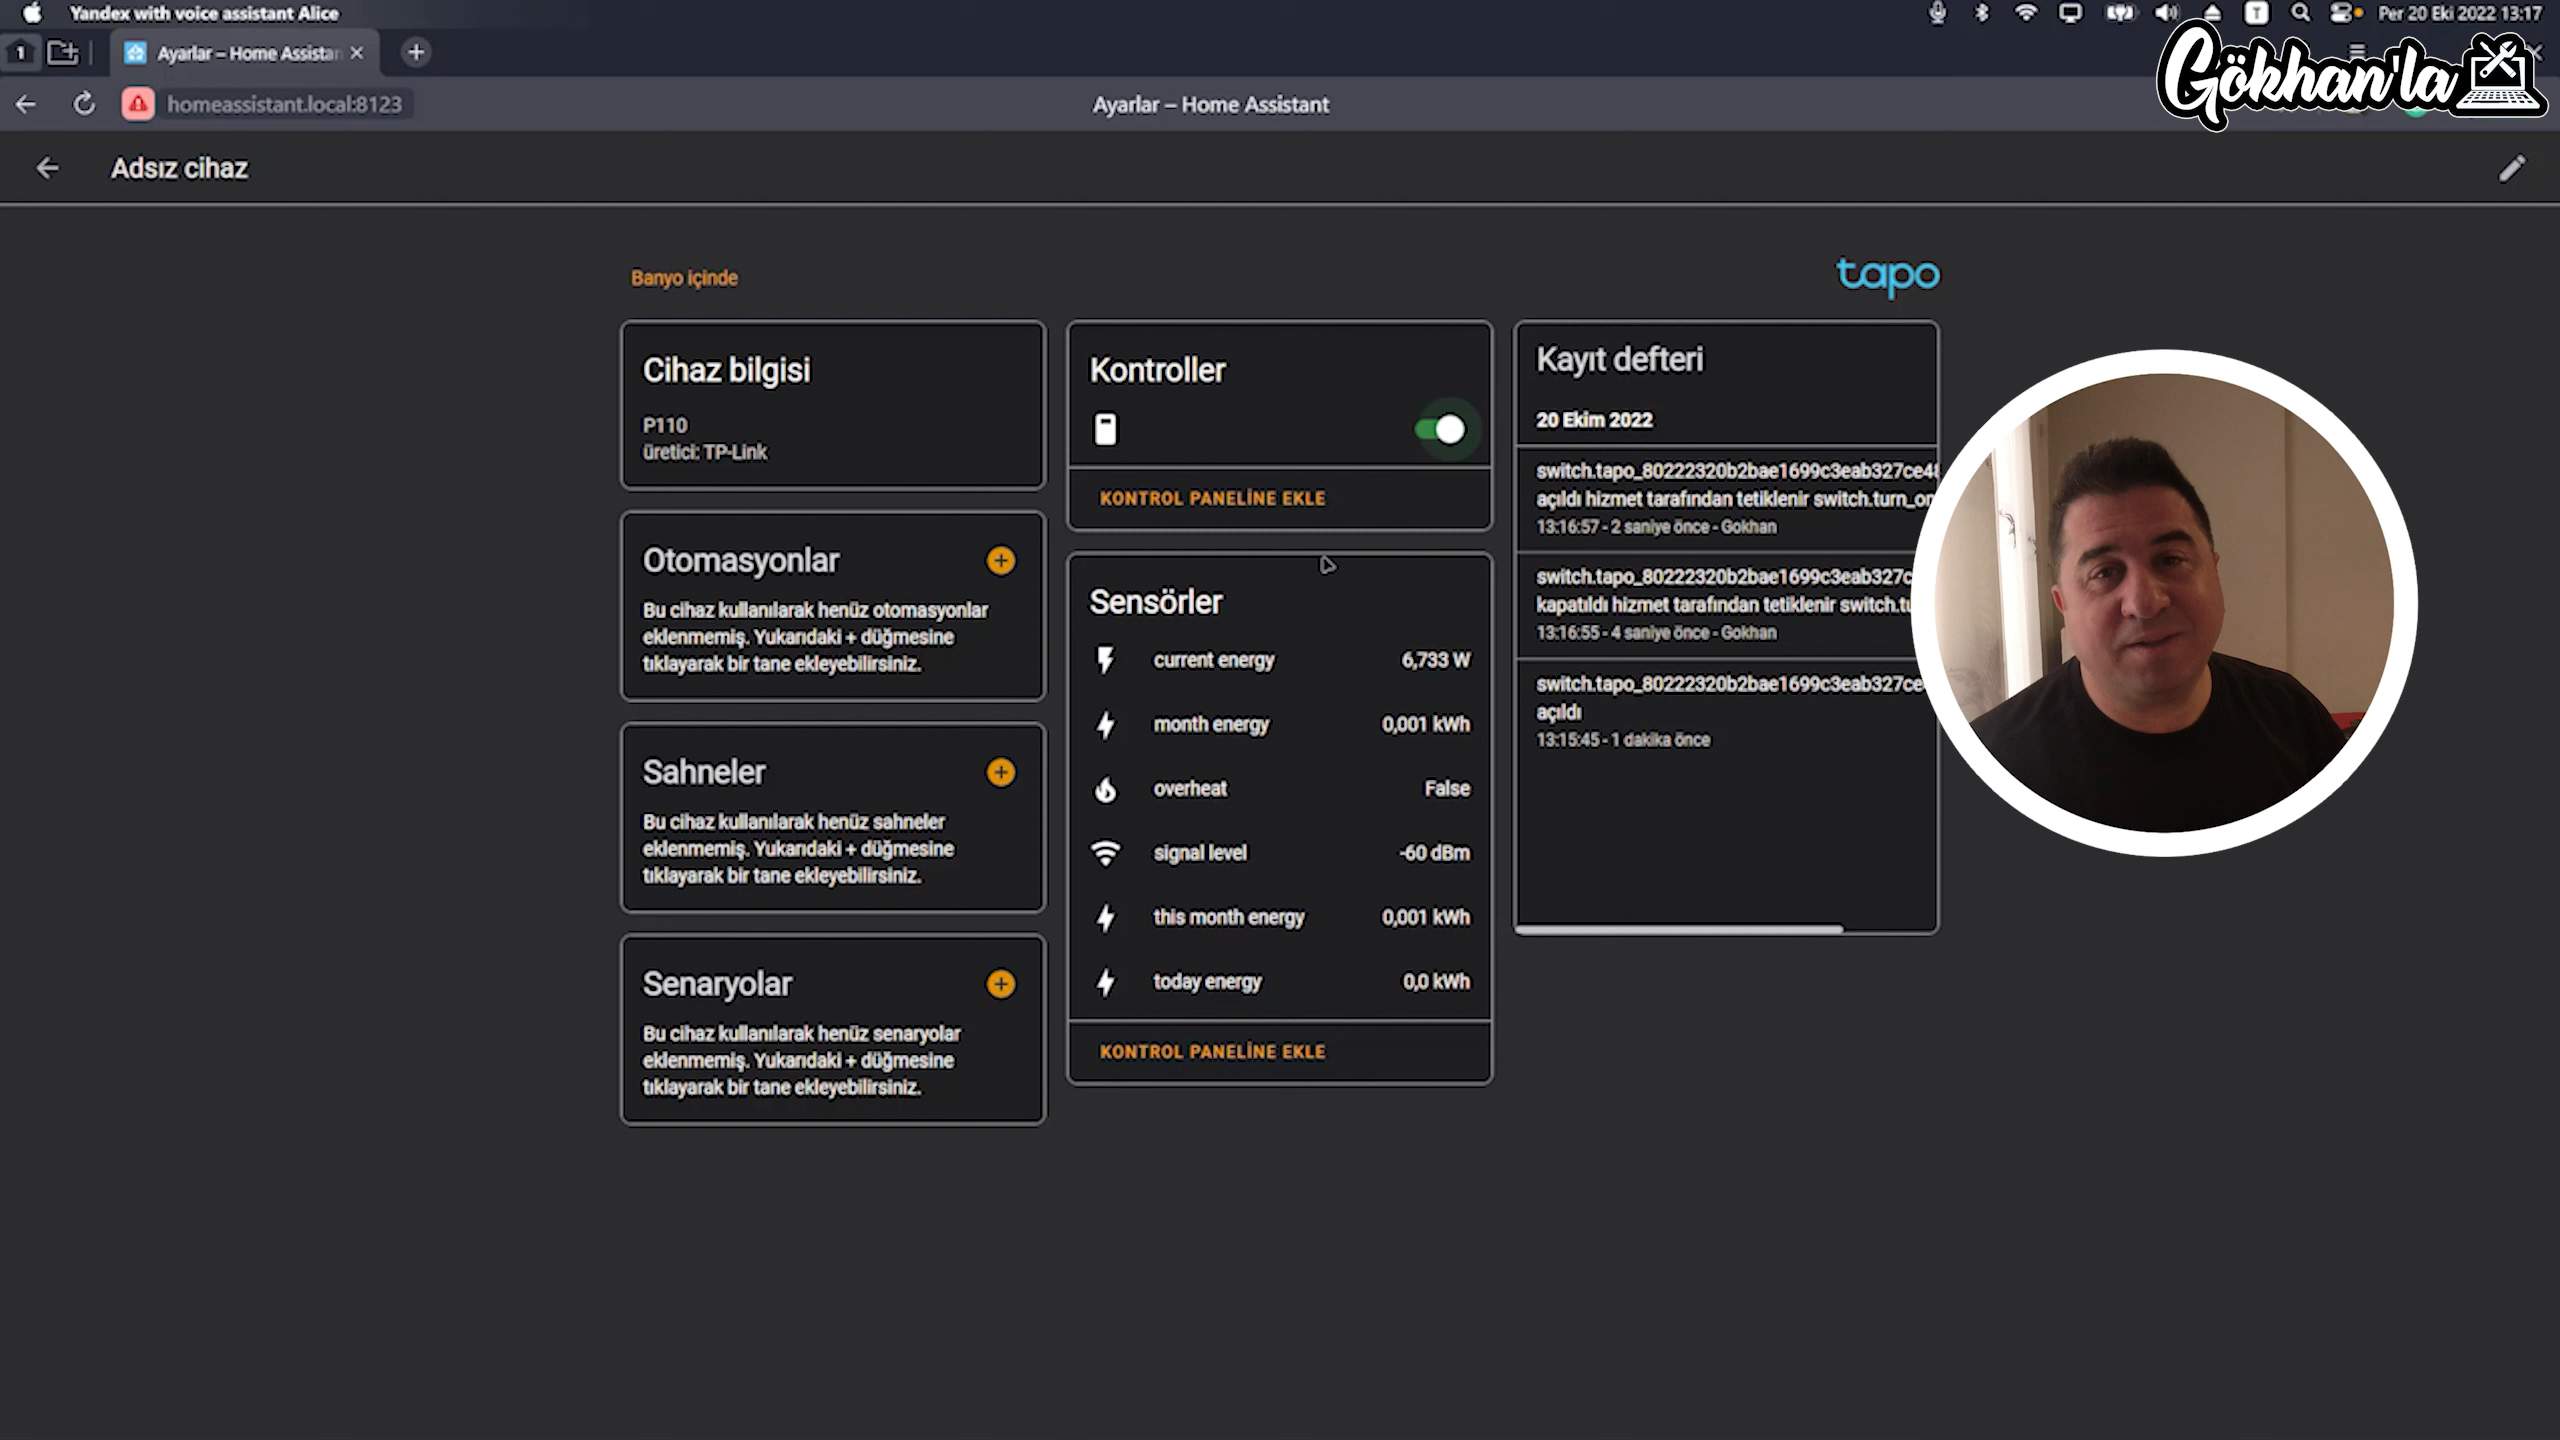 Yandex with voice assistant Alice
Per 20 Eki 2022 13:17
1
Ayarlar – Home Assistan
Gökhan'la
homeassistant.local:8123
Ayarlar – Home Assistant
Adsız cihaz
Banyo içinde
tapo
Cihaz bilgisi
P110
üretici: TP-Link
Otomasyonlar
Bu cihaz kullanılarak henüz otomasyonlar
eklenmemiş. Yukarıdaki + düğmesine
tıklayarak bir tane ekleyebilirsiniz.
Sahneler
Bu cihaz kullanılarak henüz sahneler
eklenmemiş. Yukarıdaki + düğmesine
tıklayarak bir tane ekleyebilirsiniz.
Senaryolar
Bu cihaz kullanılarak henüz senaryolar
eklenmemiş. Yukarıdaki + düğmesine
tıklayarak bir tane ekleyebilirsiniz.
Kontroller
KONTROL PANELİNE EKLE
Sensörler
current energy 6,733 W
month energy 0,001 kWh
overheat False
signal level -60 dBm
this month energy 0,001 kWh
today energy 0,0 kWh
KONTROL PANELİNE EKLE
Kayıt defteri
20 Ekim 2022
switch.tapo_80222320b2bae1699c3eab327ce48
açıldı hizmet tarafından tetiklenir switch.turn_on
13:16:57 - 2 saniye önce - Gokhan
switch.tapo_80222320b2bae1699c3eab327c
kapatıldı hizmet tarafından tetiklenir switch.tu
13:16:55 - 4 saniye önce - Gokhan
switch.tapo_80222320b2bae1699c3eab327ce
açıldı
13:15:45 - 1 dakika önce